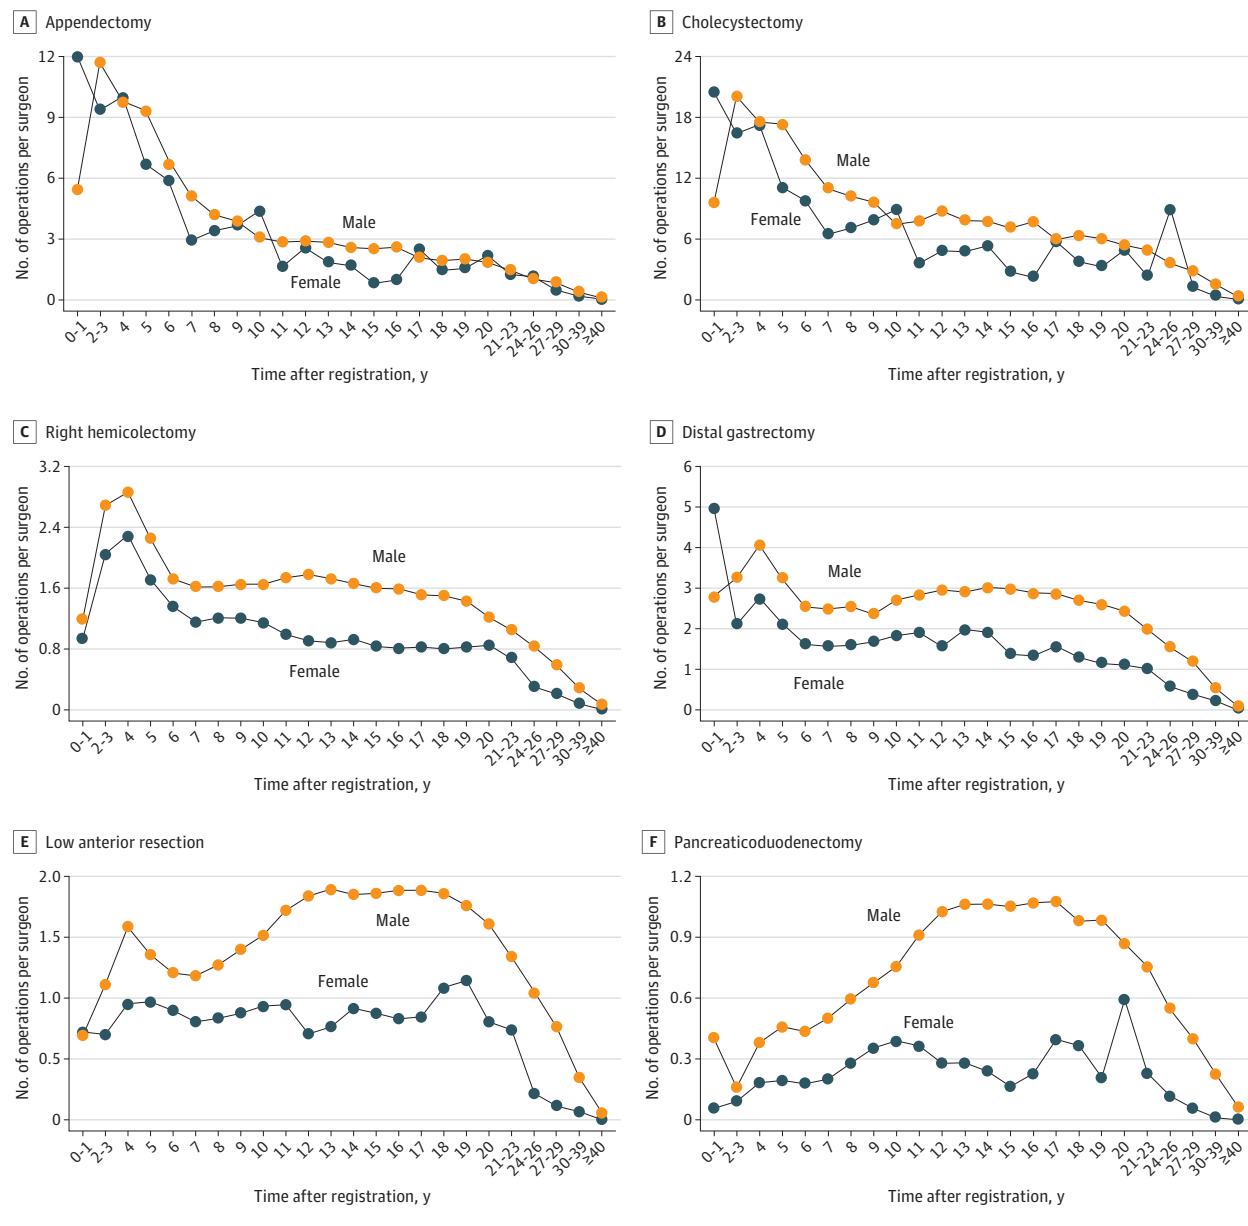 A Appendectomy
No. of operations per surgeon
12
9
6
3
0
Male
Female
0-1 2-3 4 5 6 7 8 9 10 11 12 13 14 15 16 17 18 19 20 21-23 24-26 27-29 30-39 ≥40
Time after registration, y
B Cholecystectomy
No. of operations per surgeon
24
18
12
6
0
Male
Female
0-1 2-3 4 5 6 7 8 9 10 11 12 13 14 15 16 17 18 19 20 21-23 24-26 27-29 30-39 ≥40
Time after registration, y
C Right hemicolectomy
No. of operations per surgeon
3.2
2.4
1.6
0.8
0
Male
Female
0-1 2-3 4 5 6 7 8 9 10 11 12 13 14 15 16 17 18 19 20 21-23 24-26 27-29 30-39 ≥40
Time after registration, y
D Distal gastrectomy
No. of operations per surgeon
6
5
4
3
2
1
0
Male
Female
0-1 2-3 4 5 6 7 8 9 10 11 12 13 14 15 16 17 18 19 20 21-23 24-26 27-29 30-39 ≥40
Time after registration, y
E Low anterior resection
No. of operations per surgeon
2.0
1.5
1.0
0.5
0
Male
Female
0-1 2-3 4 5 6 7 8 9 10 11 12 13 14 15 16 17 18 19 20 21-23 24-26 27-29 30-39 ≥40
Time after registration, y
F Pancreaticoduodenectomy
No. of operations per surgeon
1.2
0.9
0.6
0.3
0
Male
Female
0-1 2-3 4 5 6 7 8 9 10 11 12 13 14 15 16 17 18 19 20 21-23 24-26 27-29 30-39 ≥40
Time after registration, y